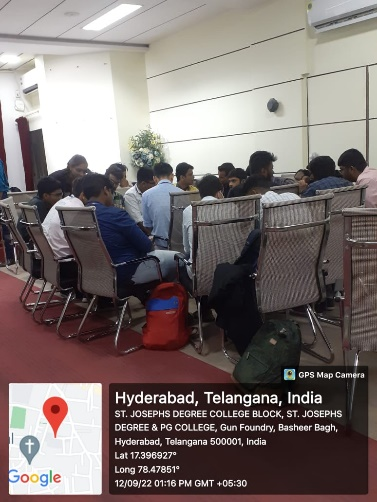 GPS Map Camera
Hyderabad, Telangana, India
ST. JOSEPHS DEGREE COLLEGE BLOCK, ST. JOSEPHS
DEGREE & PG COLLEGE, Gun Foundry, Basheer Bagh,
Hyderabad, Telangana 500001, India
Lat 17.396927°
Long 78.47851°
12/09/22 01:16 PM GMT +05:30
Google